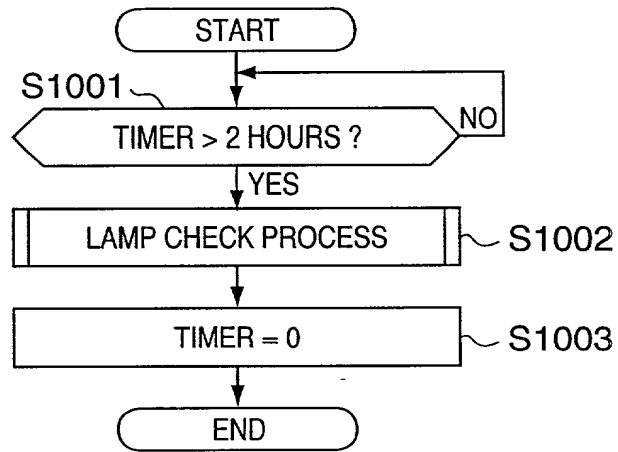 START
S1001
TIMER > 2 HOURS ?
NO
YES
LAMP CHECK PROCESS
S1002
TIMER = 0
S1003
END